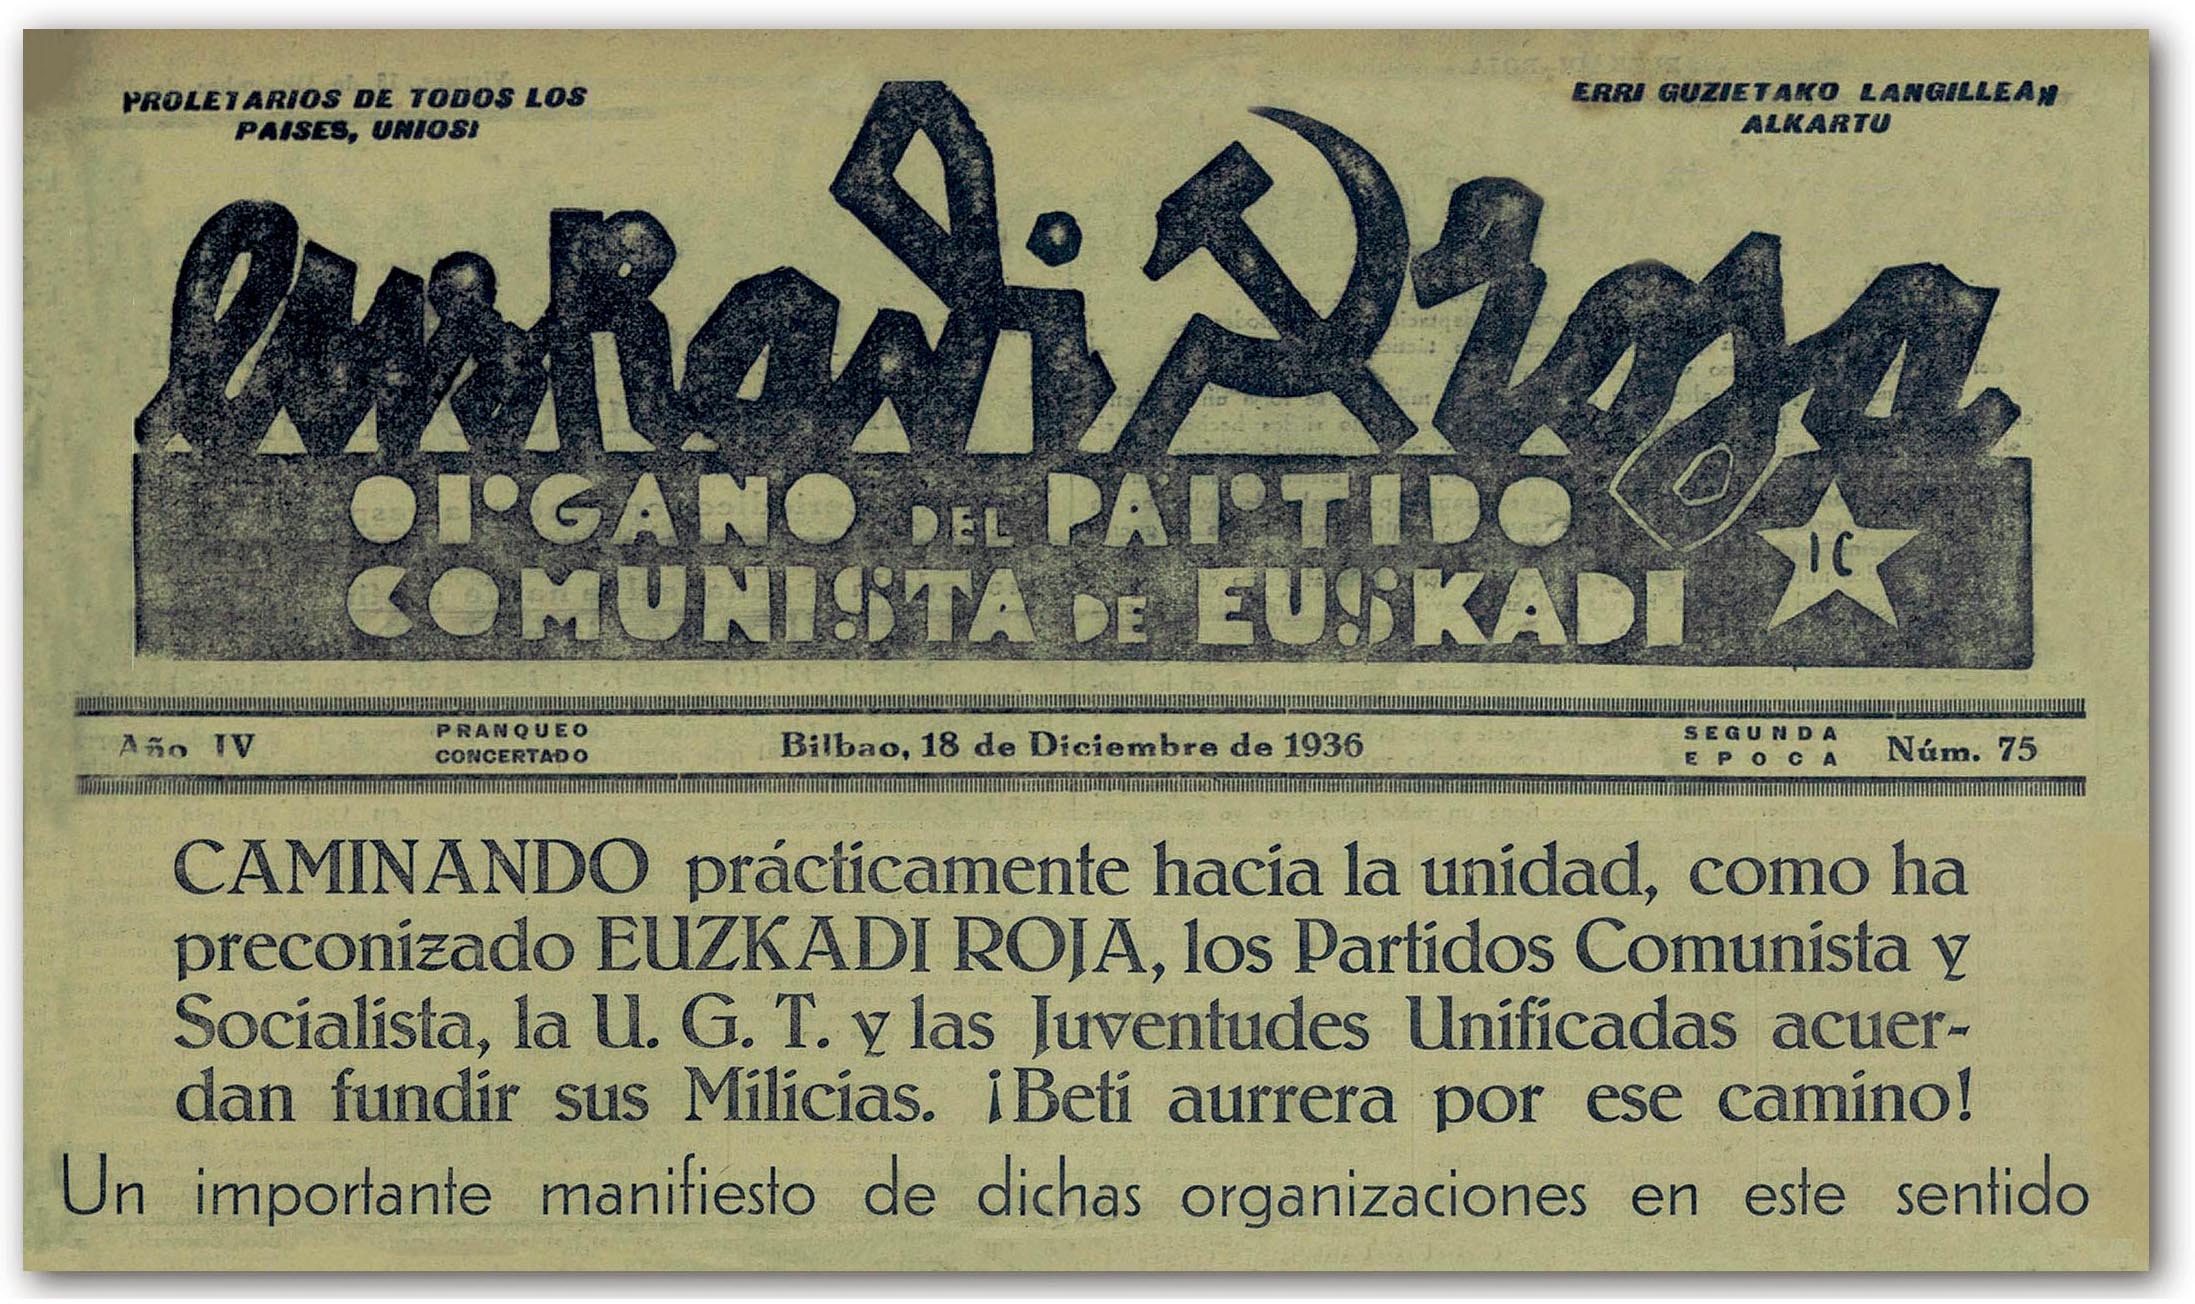 PROLETARIOS DE TODOS LOS
PAISES, UNIOS!
ERRI GUZIETAKO LANGILLEAN
ALKARTU
euzkadi roja
ORGANO DEL PARTIDO
COMUNISTA DE EUSKADI
IC
Año IV
PRANQUEO
CONCERTADO
Bilbao, 18 de Diciembre de 1936
SEGUNDA
EPOCA
Núm. 75
CAMINANDO prácticamente hacia la unidad, como ha
preconizado EUZKADI ROJA, los Partidos Comunista y
Socialista, la U. G. T. y las Juventudes Unificadas acuer-
dan fundir sus Milicias. ¡Beti aurrera por ese camino!
Un importante manifiesto de dichas organizaciones en este sentido